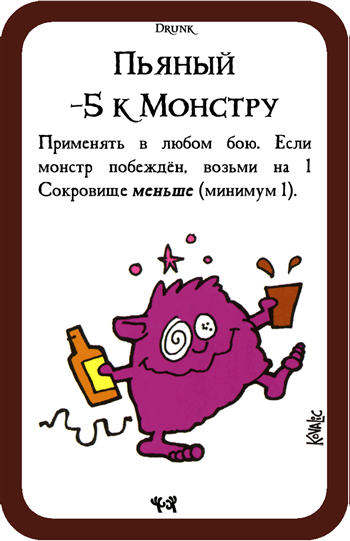 Drunk
Пьяный
-5 к Монстру
Применять в любом бою. Если
монстр побеждён, возьми на 1
Сокровище меньше (минимум 1).
Kovalic